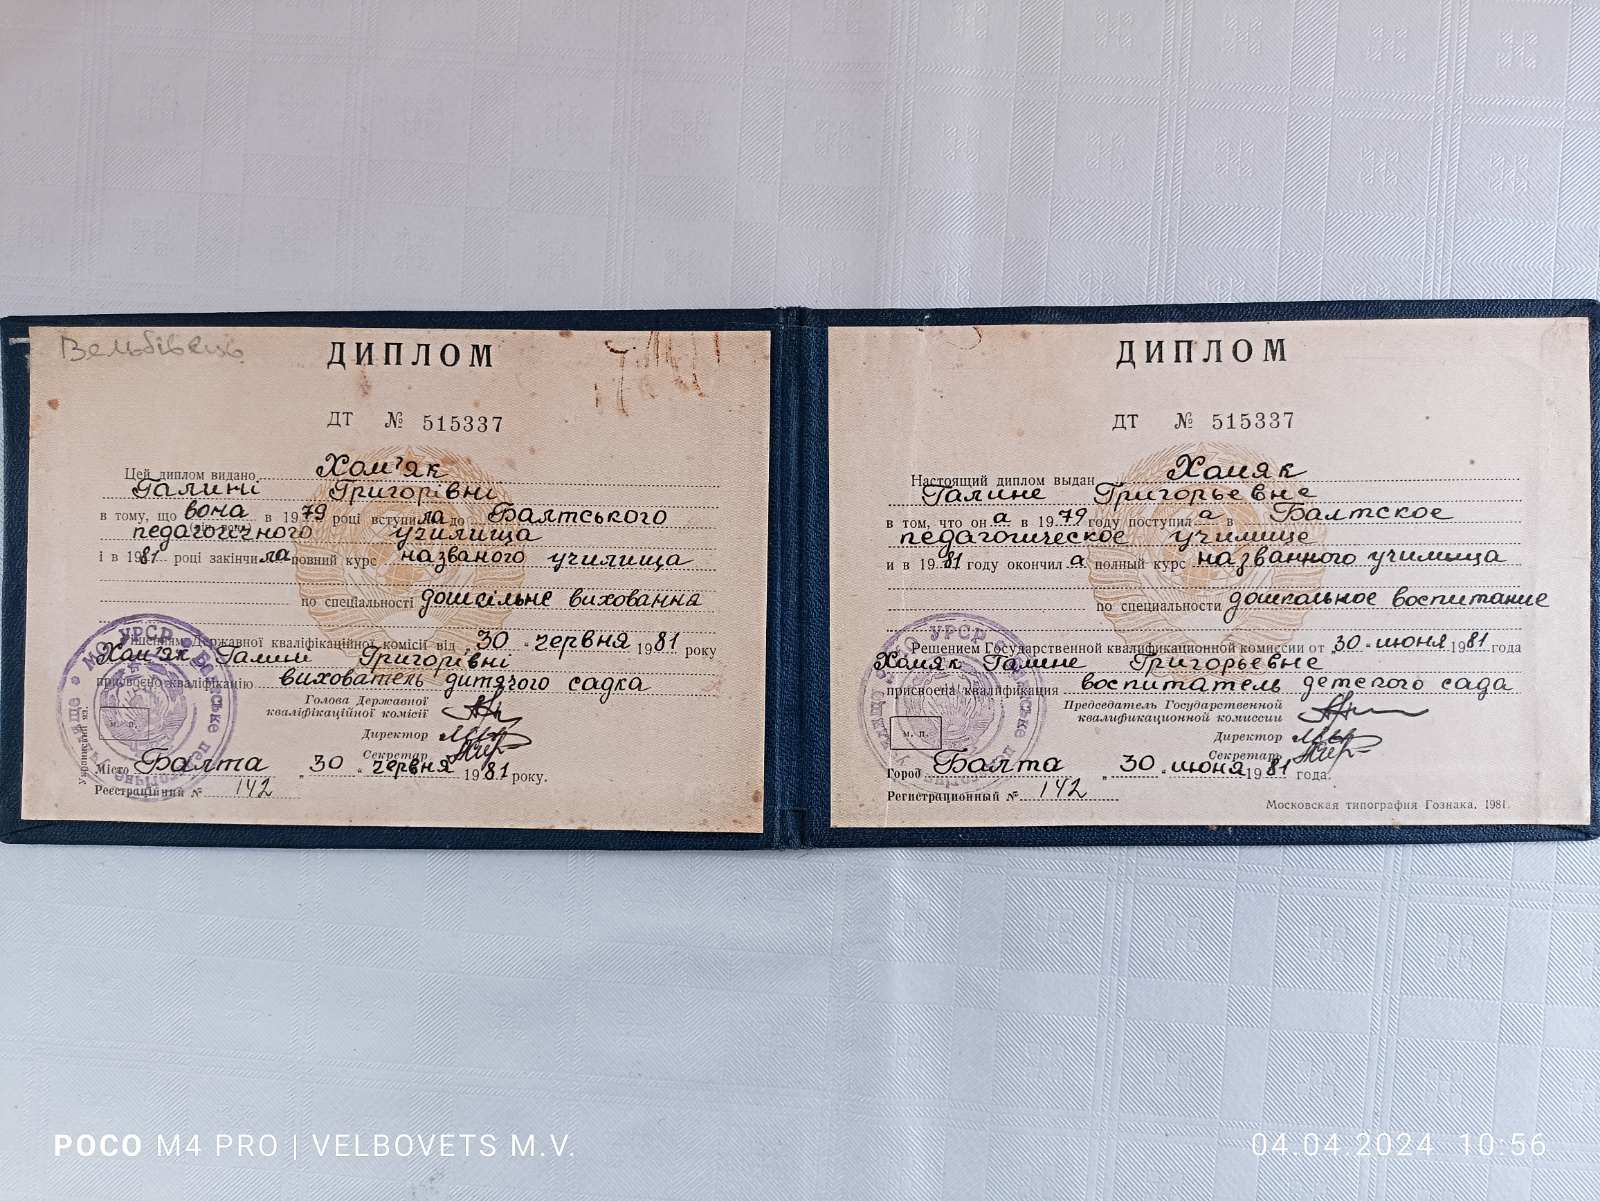 Вельбівець
ДИПЛОМ
ДТ № 515337
Цей диплом видано Хом'як
Галині Григорівні
в тому, що вона в 1979 році вступила до Балтського
(він, вона)
педагогічного училища
і в 1981 році закінчила повний курс названого училища
по спеціальності дошкільне виховання
Рішенням Державної кваліфікаційної комісії від „30" червня 1981 року
Хом'як Галині Григорівні
присвоєно кваліфікацію вихователь дитячого садка
Голова Державної
кваліфікаційної комісії
Директор
Секретар
м. п.
Місто Балта „30" червня 1981 року.
Реєстраційний № 142
Український яз.
ДИПЛОМ
ДТ № 515337
Настоящий диплом выдан Хомяк
Галине Григорьевне
в том, что она в 1979 году поступила в Балтское
педагогическое училище
и в 1981 году окончила полный курс названного училища
по специальности дошкольное воспитание
Решением Государственной квалификационной комиссии от „30" июня 1981 года
Хомяк Галине Григорьевне
присвоена квалификация воспитатель детского сада
Председатель Государственной
квалификационной комиссии
Директор
Секретарь
м. п.
Город Балта „30" июня 1981 года.
Регистрационный № 142
Московская типография Гознака. 1981.
POCO M4 PRO | VELBOVETS M.V.
04.04.2024 10:56